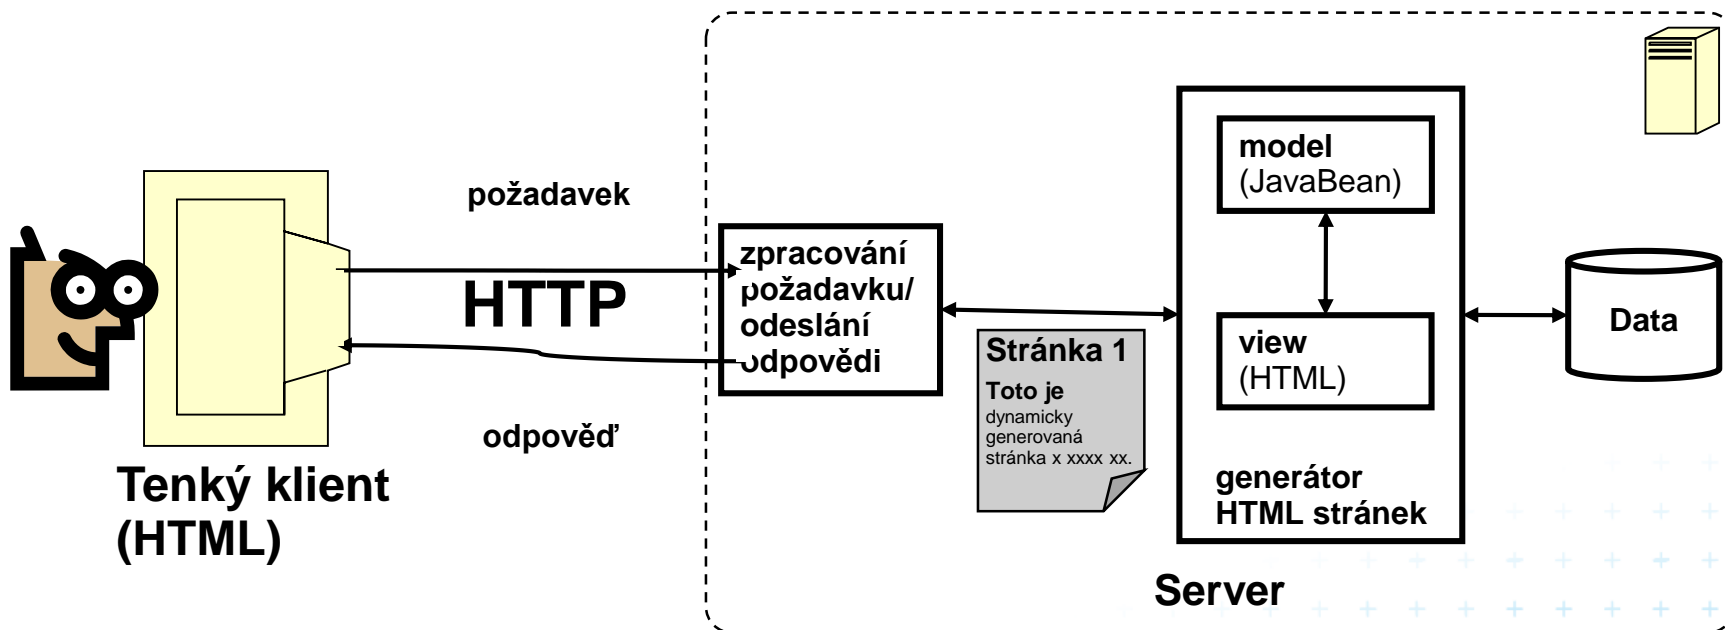 požadavek
HTTP
odpověď
Tenký klient
(HTML)
zpracování
požadavku/
odeslání
odpovědi
Stránka 1
Toto je
dynamicky
generovaná
stránka x xxxx xx.
model
(JavaBean)
view
(HTML)
generátor
HTML stránek
Data
Server